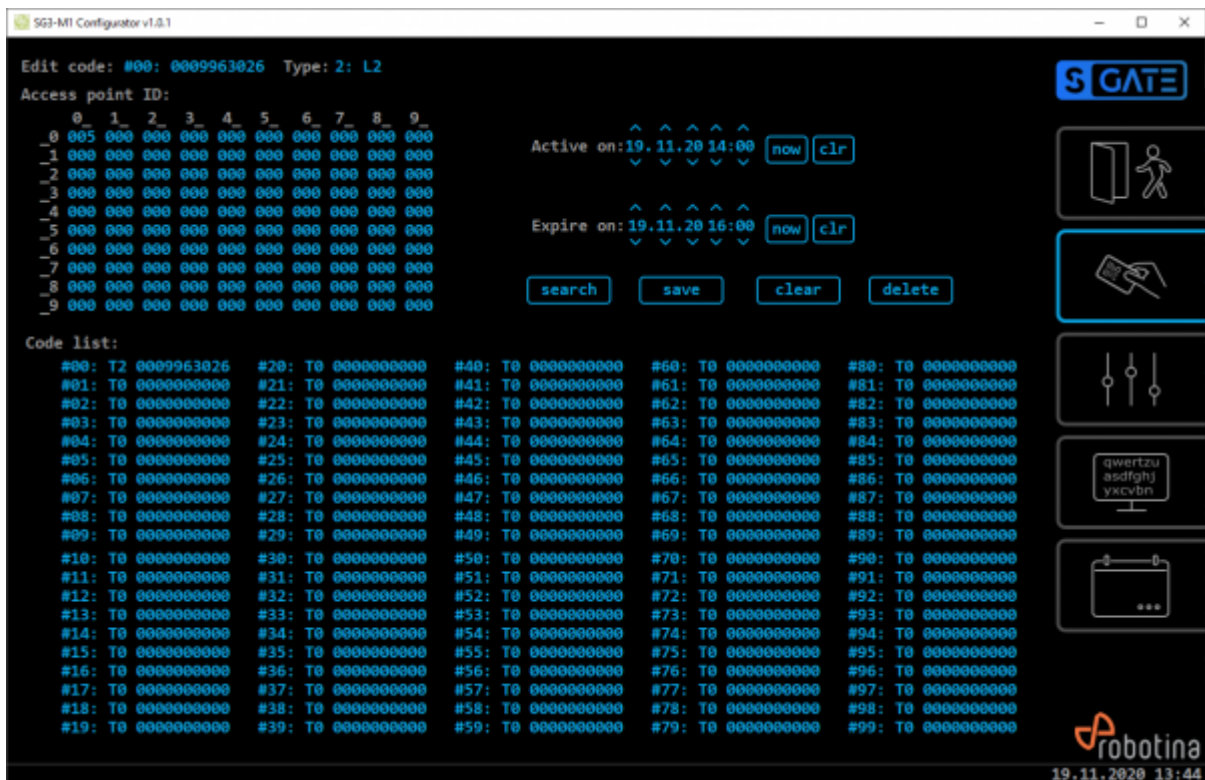 SG3-M1 Configurator v1.0.1
Edit code: #00: 0009963026 Type: 2: L2
Access point ID:
0_ 1_ 2_ 3_ 4_ 5_ 6_ 7_ 8_ 9_
_0 005 000 000 000 000 000 000 000 000 000
_1 000 000 000 000 000 000 000 000 000 000
_2 000 000 000 000 000 000 000 000 000 000
_3 000 000 000 000 000 000 000 000 000 000
_4 000 000 000 000 000 000 000 000 000 000
_5 000 000 000 000 000 000 000 000 000 000
_6 000 000 000 000 000 000 000 000 000 000
_7 000 000 000 000 000 000 000 000 000 000
_8 000 000 000 000 000 000 000 000 000 000
_9 000 000 000 000 000 000 000 000 000 000
Active on: 19.11.20 14:00 now clr
Expire on: 19.11.20 16:00 now clr
search save clear delete
Code list:
#00: T2 0009963026 #20: T0 0000000000 #40: T0 0000000000 #60: T0 0000000000 #80: T0 0000000000
#01: T0 0000000000 #21: T0 0000000000 #41: T0 0000000000 #61: T0 0000000000 #81: T0 0000000000
#02: T0 0000000000 #22: T0 0000000000 #42: T0 0000000000 #62: T0 0000000000 #82: T0 0000000000
#03: T0 0000000000 #23: T0 0000000000 #43: T0 0000000000 #63: T0 0000000000 #83: T0 0000000000
#04: T0 0000000000 #24: T0 0000000000 #44: T0 0000000000 #64: T0 0000000000 #84: T0 0000000000
#05: T0 0000000000 #25: T0 0000000000 #45: T0 0000000000 #65: T0 0000000000 #85: T0 0000000000
#06: T0 0000000000 #26: T0 0000000000 #46: T0 0000000000 #66: T0 0000000000 #86: T0 0000000000
#07: T0 0000000000 #27: T0 0000000000 #47: T0 0000000000 #67: T0 0000000000 #87: T0 0000000000
#08: T0 0000000000 #28: T0 0000000000 #48: T0 0000000000 #68: T0 0000000000 #88: T0 0000000000
#09: T0 0000000000 #29: T0 0000000000 #49: T0 0000000000 #69: T0 0000000000 #89: T0 0000000000
#10: T0 0000000000 #30: T0 0000000000 #50: T0 0000000000 #70: T0 0000000000 #90: T0 0000000000
#11: T0 0000000000 #31: T0 0000000000 #51: T0 0000000000 #71: T0 0000000000 #91: T0 0000000000
#12: T0 0000000000 #32: T0 0000000000 #52: T0 0000000000 #72: T0 0000000000 #92: T0 0000000000
#13: T0 0000000000 #33: T0 0000000000 #53: T0 0000000000 #73: T0 0000000000 #93: T0 0000000000
#14: T0 0000000000 #34: T0 0000000000 #54: T0 0000000000 #74: T0 0000000000 #94: T0 0000000000
#15: T0 0000000000 #35: T0 0000000000 #55: T0 0000000000 #75: T0 0000000000 #95: T0 0000000000
#16: T0 0000000000 #36: T0 0000000000 #56: T0 0000000000 #76: T0 0000000000 #96: T0 0000000000
#17: T0 0000000000 #37: T0 0000000000 #57: T0 0000000000 #77: T0 0000000000 #97: T0 0000000000
#18: T0 0000000000 #38: T0 0000000000 #58: T0 0000000000 #78: T0 0000000000 #98: T0 0000000000
#19: T0 0000000000 #39: T0 0000000000 #59: T0 0000000000 #79: T0 0000000000 #99: T0 0000000000
S GATE
qwertzu
asdfghj
yxcvbn
robotina
19.11.2020 13:44